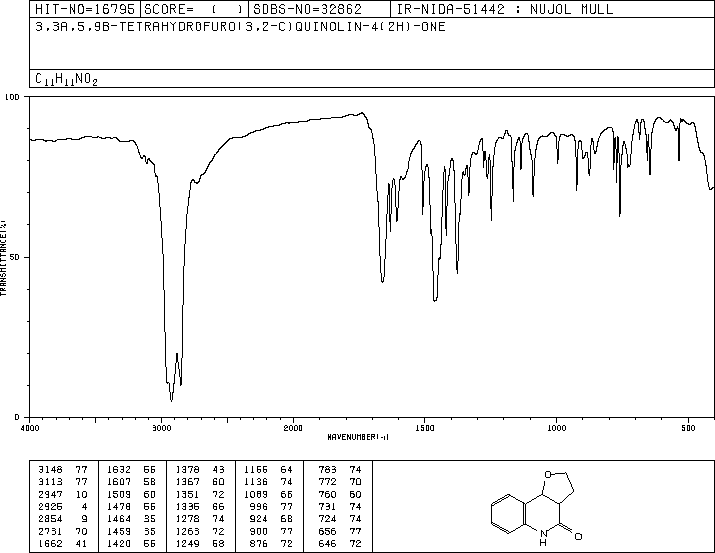 HIT-NO=16795 SCORE= ( ) SDBS-NO=32862 IR-NIDA-51442 : NUJOL MULL
3,3A,5,9B-TETRAHYDROFURO(3,2-C)QUINOLIN-4(2H)-ONE
C11H11NO2
100
50
0
TRANSMITTANCE(%)
4000 3000 2000 1500 1000 500
WAVENUMBER(-1)
3148 77 1632 55 1378 43 1166 64 783 74
3113 77 1607 58 1367 60 1136 74 772 70
2947 10 1509 60 1351 72 1089 66 760 60
2925 4 1478 55 1335 66 996 77 731 74
2854 9 1464 35 1278 74 924 68 724 74
2731 70 1459 35 1263 72 900 77 656 77
1662 41 1420 55 1249 58 876 72 646 72
O
N
H
O